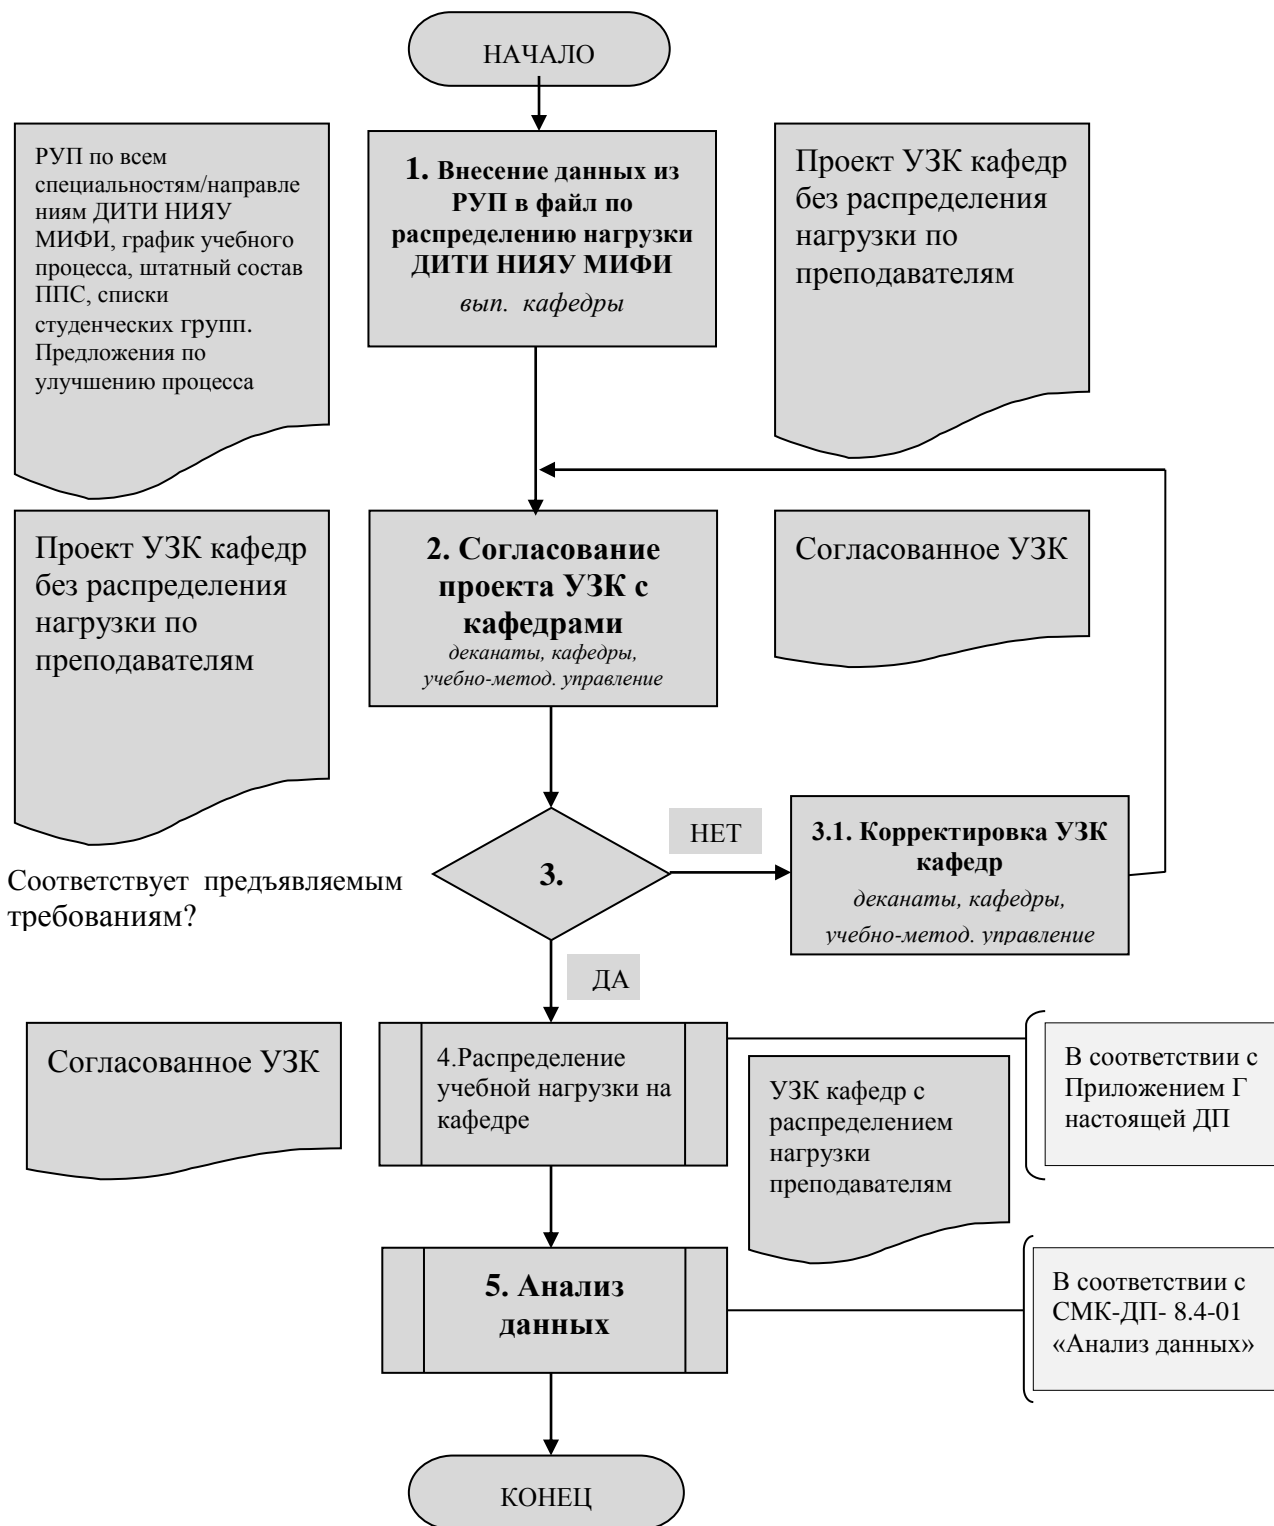 НАЧАЛО
РУП по всем
специальностям/направле
ниям ДИТИ НИЯУ
МИФИ, график учебного
процесса, штатный состав
ППС, списки
студенческих групп.
Предложения по
улучшению процесса
1. Внесение данных из
РУП в файл по
распределению нагрузки
ДИТИ НИЯУ МИФИ
вып. кафедры
Проект УЗК кафедр
без распределения
нагрузки по
преподавателям
Проект УЗК кафедр
без распределения
нагрузки по
преподавателям
2. Согласование
проекта УЗК с
кафедрами
деканаты, кафедры,
учебно-метод. управление
Согласованное УЗК
Соответствует предъявляемым
требованиям?
3.
НЕТ
3.1. Корректировка УЗК
кафедр
деканаты, кафедры,
учебно-метод. управление
ДА
Согласованное УЗК
4.Распределение
учебной нагрузки на
кафедре
УЗК кафедр с
распределением
нагрузки
преподавателям
В соответствии с
Приложением Г
настоящей ДП
5. Анализ
данных
В соответствии с
СМК-ДП- 8.4-01
«Анализ данных»
КОНЕЦ